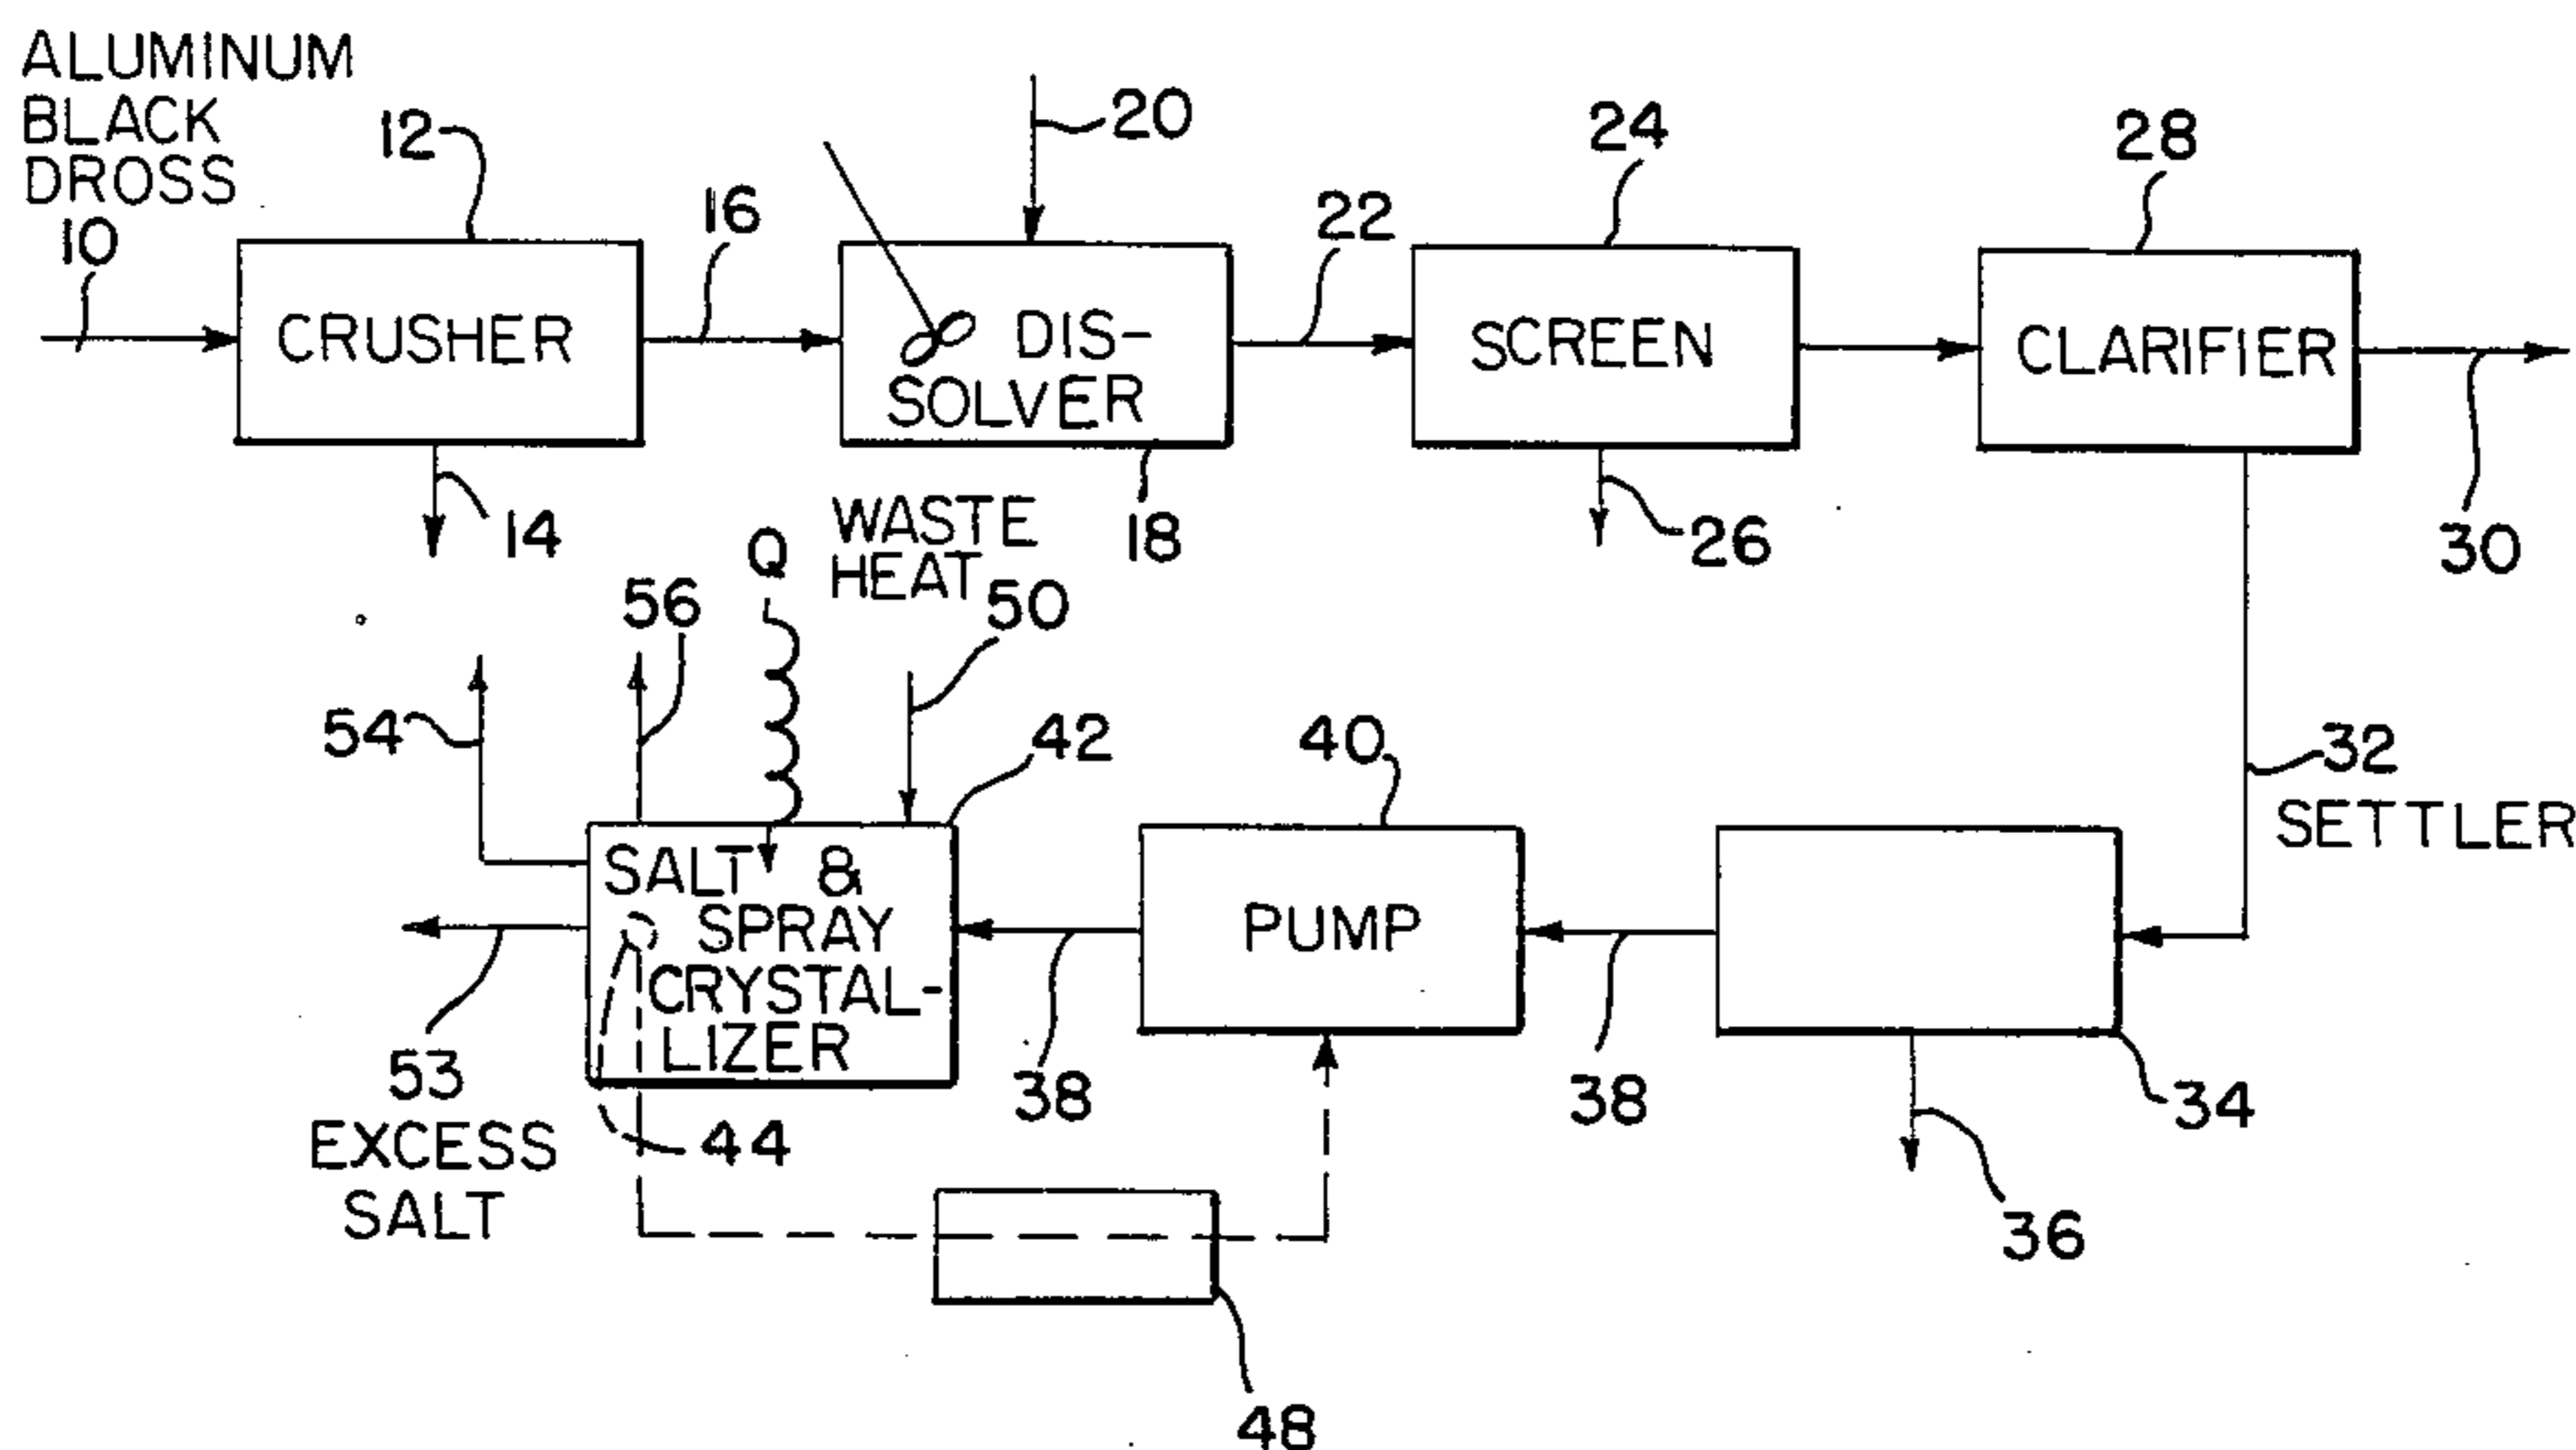 ALUMINUM
BLACK
DROSS
10
12
CRUSHER
14
16
20
DIS-
SOLVER
18
22
24
SCREEN
26
28
CLARIFIER
30
32
SETTLER
34
36
38
40
PUMP
38
42
WASTE
HEAT
50
Q
56
54
SALT &
SPRAY
CRYSTAL-
LIZER
53
EXCESS
SALT
44
48